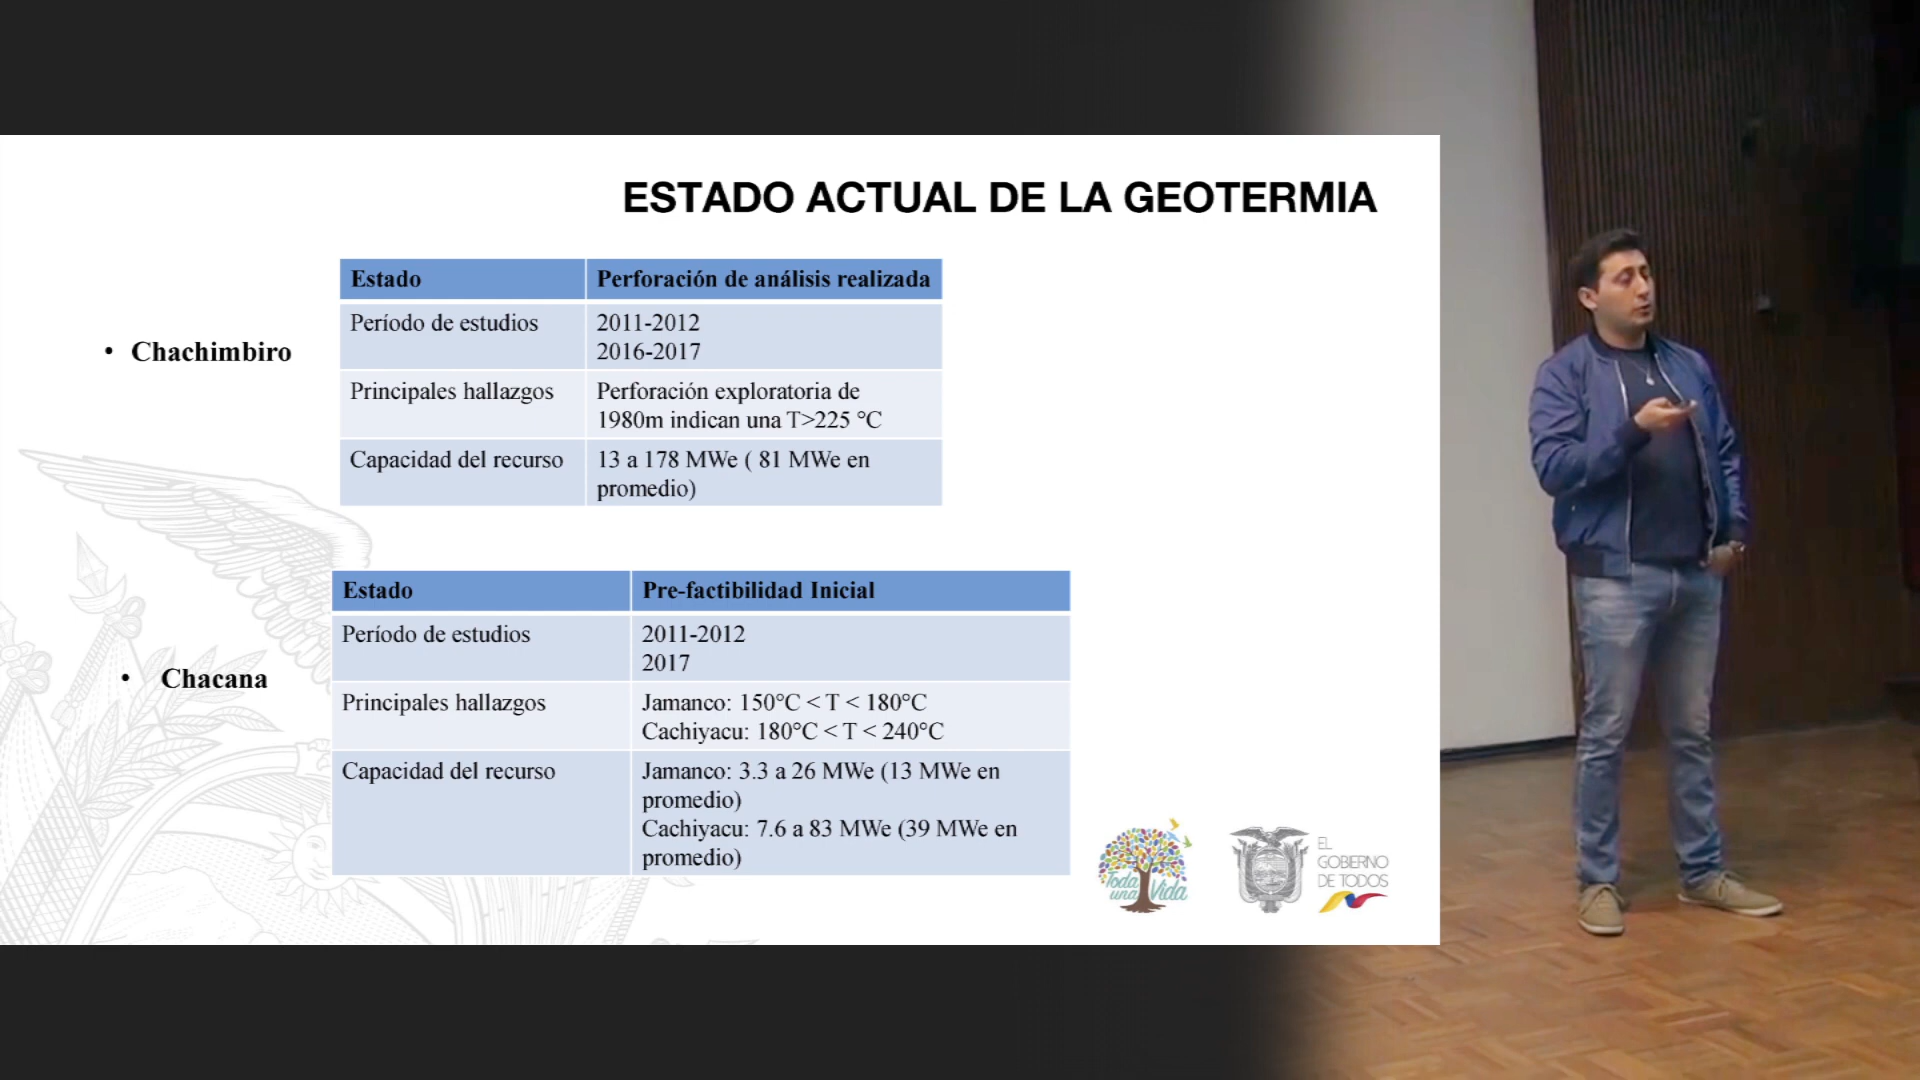 ESTADO ACTUAL DE LA GEOTERMIA
• Chachimbiro
Estado Perforación de análisis realizada
Período de estudios 2011-2012
2016-2017
Principales hallazgos Perforación exploratoria de
1980m indican una T>225 °C
Capacidad del recurso 13 a 178 MWe ( 81 MWe en
promedio)
• Chacana
Estado Pre-factibilidad Inicial
Período de estudios 2011-2012
2017
Principales hallazgos Jamanco: 150°C < T < 180°C
Cachiyacu: 180°C < T < 240°C
Capacidad del recurso Jamanco: 3.3 a 26 MWe (13 MWe en
promedio)
Cachiyacu: 7.6 a 83 MWe (39 MWe en
promedio)
Toda
una Vida
EL
GOBIERNO
DE TODOS